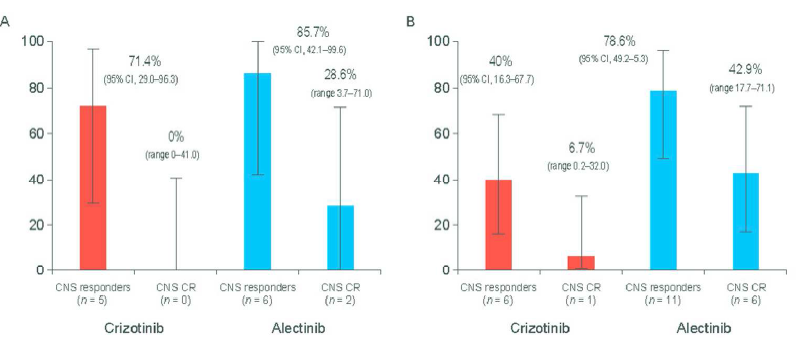 A
100
80
60
40
20
0
71.4%
(95% CI, 29.0–96.3)
0%
(range 0–41.0)
85.7%
(95% CI, 42.1–99.6)
28.6%
(range 3.7–71.0)
CNS responders
(n = 5)
CNS CR
(n = 0)
CNS responders
(n = 6)
CNS CR
(n = 2)
Crizotinib
Alectinib
B
100
80
60
40
20
0
40%
(95% CI, 16.3–67.7)
6.7%
(range 0.2–32.0)
78.6%
(95% CI, 49.2–5.3)
42.9%
(range 17.7–71.1)
CNS responders
(n = 6)
CNS CR
(n = 1)
CNS responders
(n = 11)
CNS CR
(n = 6)
Crizotinib
Alectinib